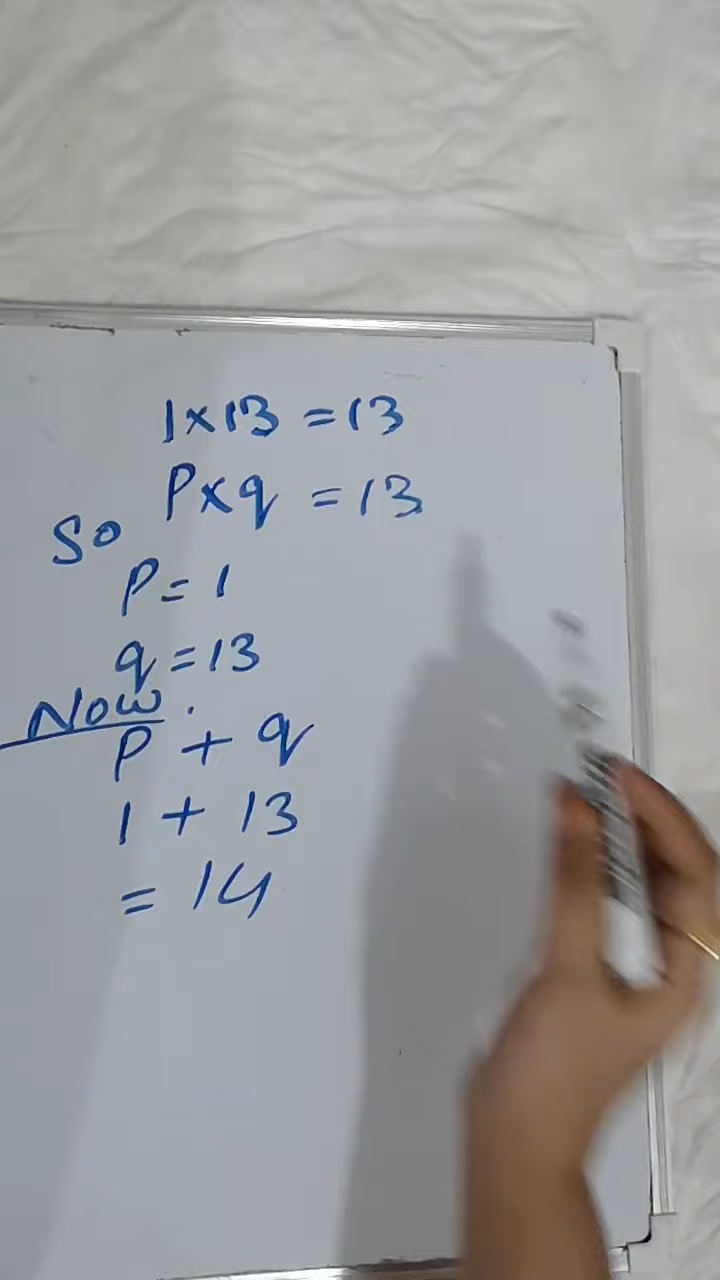 1×13 = 13
P×q = 13
So
P = 1
q = 13
Now.
P + q
1 + 13
= 14